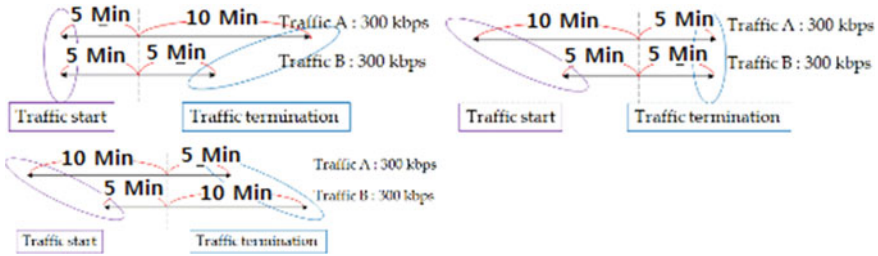 5 Min 10 Min Traffic A : 300 kbps
5 Min 5 Min Traffic B : 300 kbps
Traffic start Traffic termination
10 Min 5 Min Traffic A : 300 kbps
5 Min 5 Min Traffic B : 300 kbps
Traffic start Traffic termination
10 Min 5 Min Traffic A : 300 kbps
5 Min 10 Min Traffic B : 300 kbps
Traffic start Traffic termination